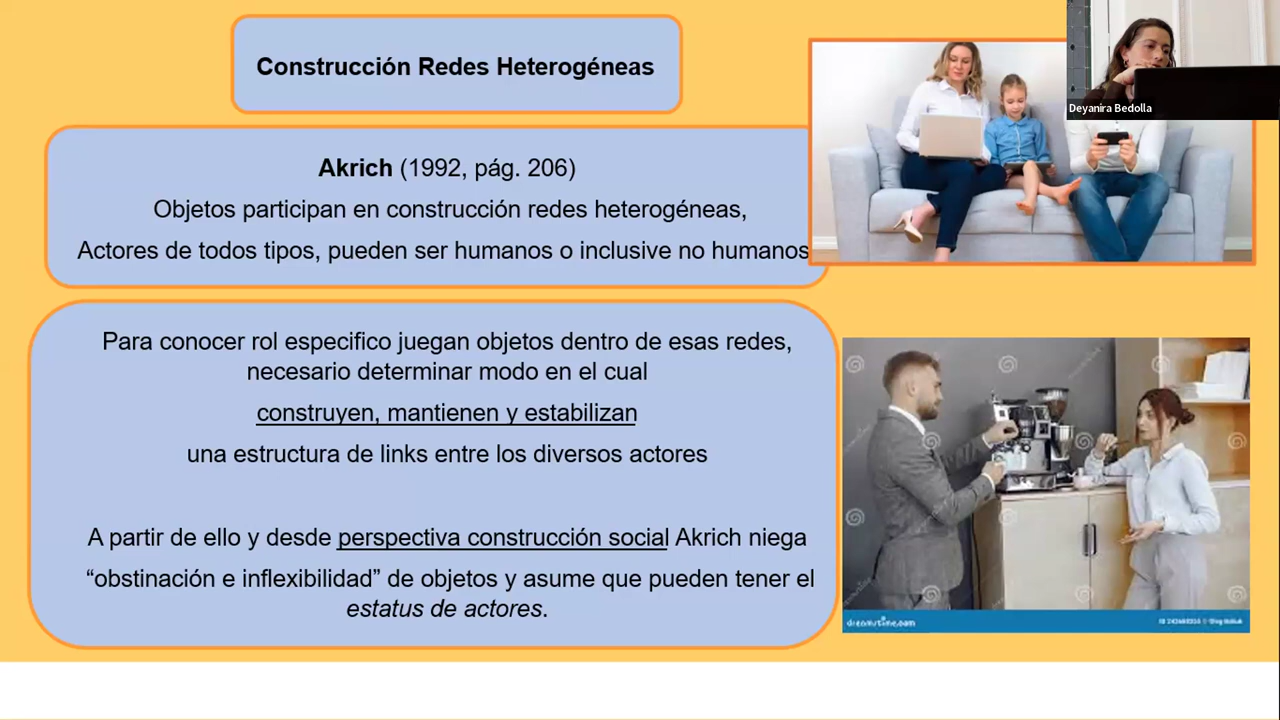 Construcción Redes Heterogéneas
Deyanira Bedolla
Akrich (1992, pág. 206)
Objetos participan en construcción redes heterogéneas,
Actores de todos tipos, pueden ser humanos o inclusive no humanos
Para conocer rol especifico juegan objetos dentro de esas redes,
necesario determinar modo en el cual
construyen, mantienen y estabilizan
una estructura de links entre los diversos actores
A partir de ello y desde perspectiva construcción social Akrich niega
“obstinación e inflexibilidad” de objetos y asume que pueden tener el
estatus de actores.
dreamstime.com